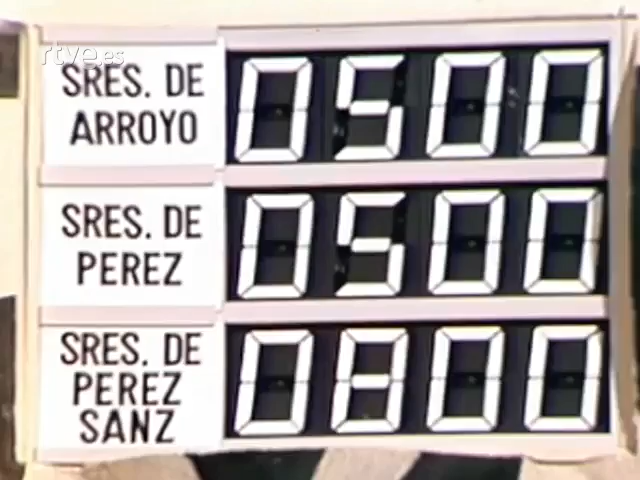 rtve.es
SRES. DE
ARROYO
0500
SRES. DE
PEREZ
0500
SRES. DE
PEREZ
SANZ
0800